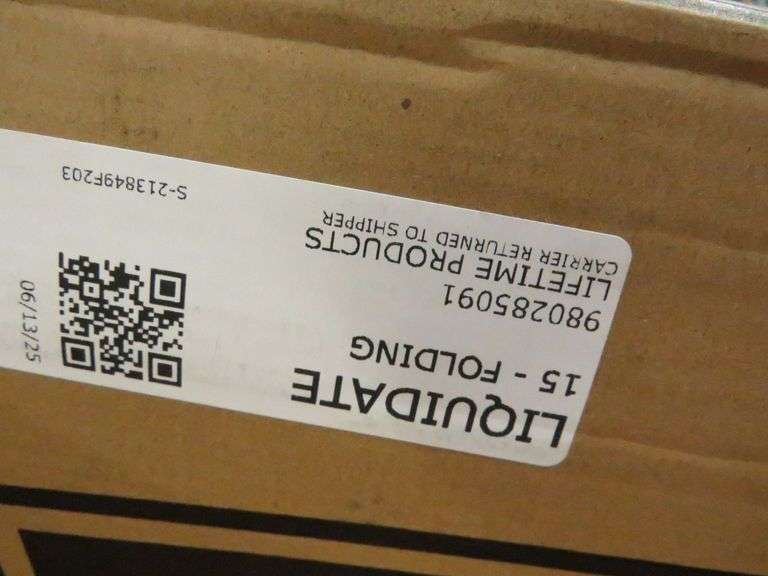 LIQUIDATE
15 - FOLDING
980285091
LIFETIME PRODUCTS
CARRIER RETURNED TO SHIPPER
S-213849F203
06/13/25